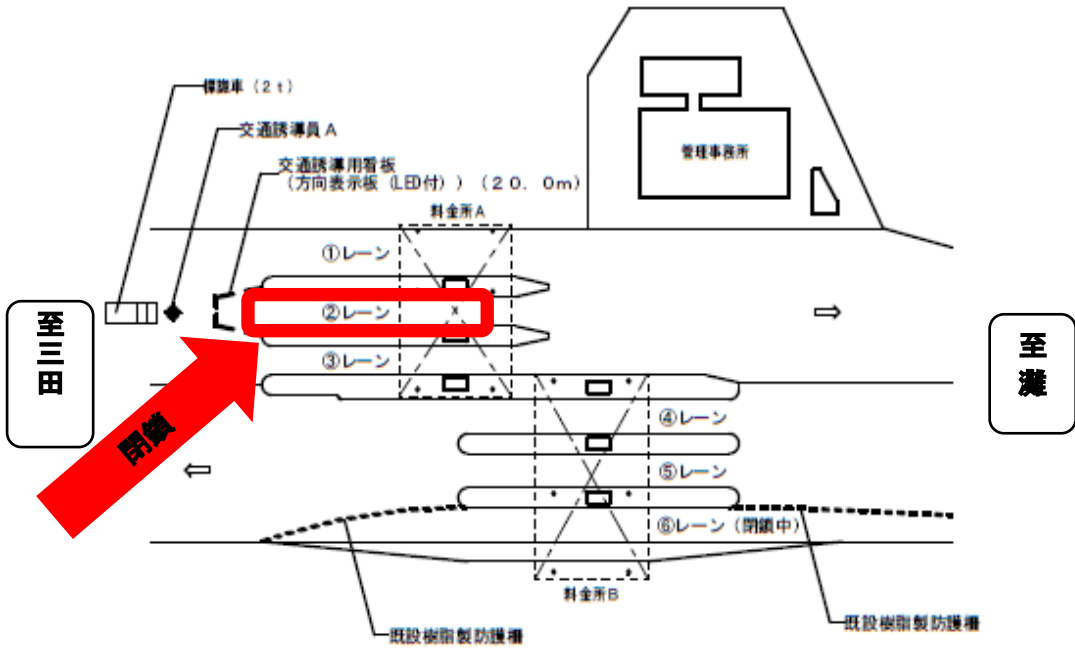 標識車（２ｔ）
交通誘導員Ａ
交通誘導用看板
（方向表示板（LED付））（２０．０ｍ）
管理事務所
料金所A
①レーン
②レーン
③レーン
至三田
至灘
閉鎖
④レーン
⑤レーン
⑥レーン（閉鎖中）
料金所B
既設樹脂製防護柵
既設樹脂製防護柵